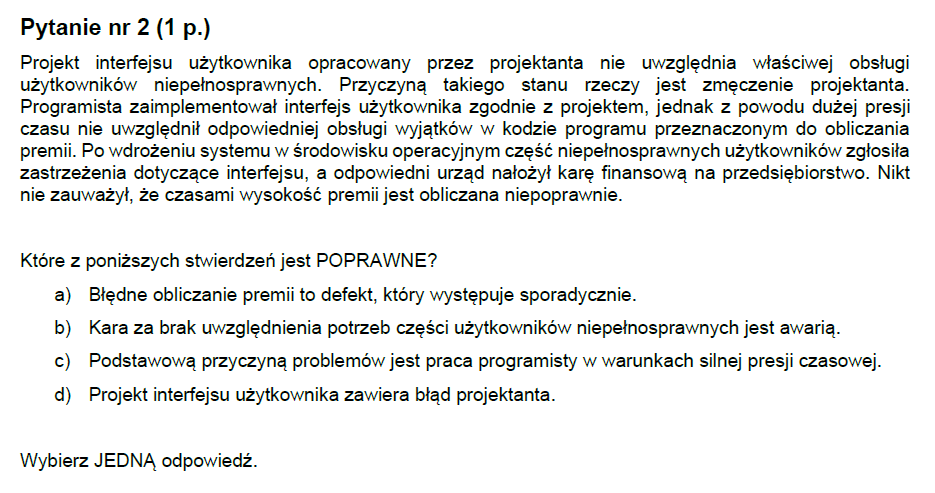 Pytanie nr 2 (1 p.)
Projekt interfejsu użytkownika opracowany przez projektanta nie uwzględnia właściwej obsługi
użytkowników niepełnosprawnych. Przyczyną takiego stanu rzeczy jest zmęczenie projektanta.
Programista zaimplementował interfejs użytkownika zgodnie z projektem, jednak z powodu dużej presji
czasu nie uwzględnił odpowiedniej obsługi wyjątków w kodzie programu przeznaczonym do obliczania
premii. Po wdrożeniu systemu w środowisku operacyjnym część niepełnosprawnych użytkowników zgłosiła
zastrzeżenia dotyczące interfejsu, a odpowiedni urząd nałożył karę finansową na przedsiębiorstwo. Nikt
nie zauważył, że czasami wysokość premii jest obliczana niepoprawnie.
Które z poniższych stwierdzeń jest POPRAWNE?
a) Błędne obliczanie premii to defekt, który występuje sporadycznie.
b) Kara za brak uwzględnienia potrzeb części użytkowników niepełnosprawnych jest awarią.
c) Podstawową przyczyną problemów jest praca programisty w warunkach silnej presji czasowej.
d) Projekt interfejsu użytkownika zawiera błąd projektanta.
Wybierz JEDNĄ odpowiedź.